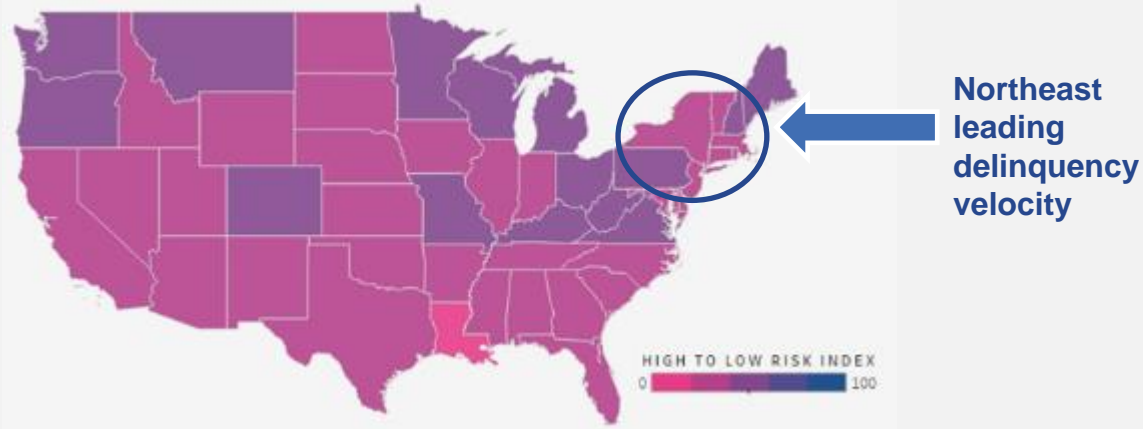 Northeast
leading
delinquency
velocity
HIGH TO LOW RISK INDEX
0 100